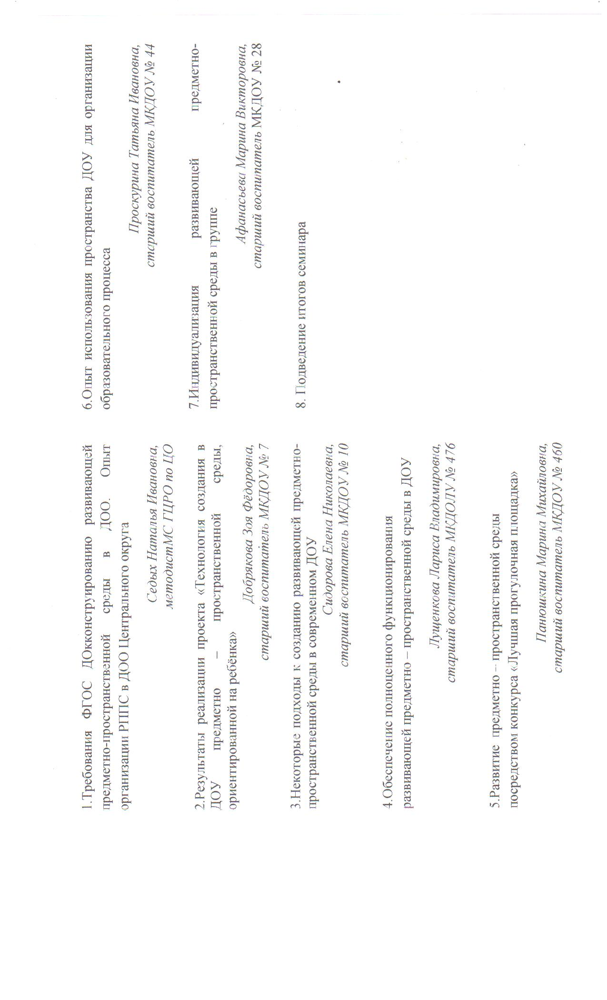 1.Требования ФГОС ДОкконструированию развивающей
предметно-пространственной среды в ДОО. Опыт
организации РППС в ДОО Центрального округа
Седых Наталья Ивановна,
методистМС ГЦРО по ЦО
2.Результаты реализации проекта «Технология создания в
ДОУ предметно – пространственной среды,
ориентированной на ребёнка»
Добрякова Зоя Фёдоровна,
старший воспитатель МКДОУ № 7
3.Некоторые подходы к созданию развивающей предметно-
пространственной среды в современном ДОУ
Сидорова Елена Николаевна,
старший воспитатель МКДОУ № 10
4.Обеспечение полноценного функционирования
развивающей предметно – пространственной среды в ДОУ
Лущенкова Лариса Владимировна,
старший воспитатель МКДОЛУ № 476
5.Развитие предметно – пространственной среды
посредством конкурса «Лучшая прогулочная площадка»
Панюшкина Марина Михайловна,
старший воспитатель МКДОУ № 460
6.Опыт использования пространства ДОУ для организации
образовательного процесса
Проскурина Татьяна Ивановна,
старший воспитатель МКДОУ № 44
7.Индивидуализация развивающей предметно-
пространственной среды в группе
Афанасьева Марина Викторовна,
старший воспитатель МКДОУ № 28
8. Подведение итогов семинара